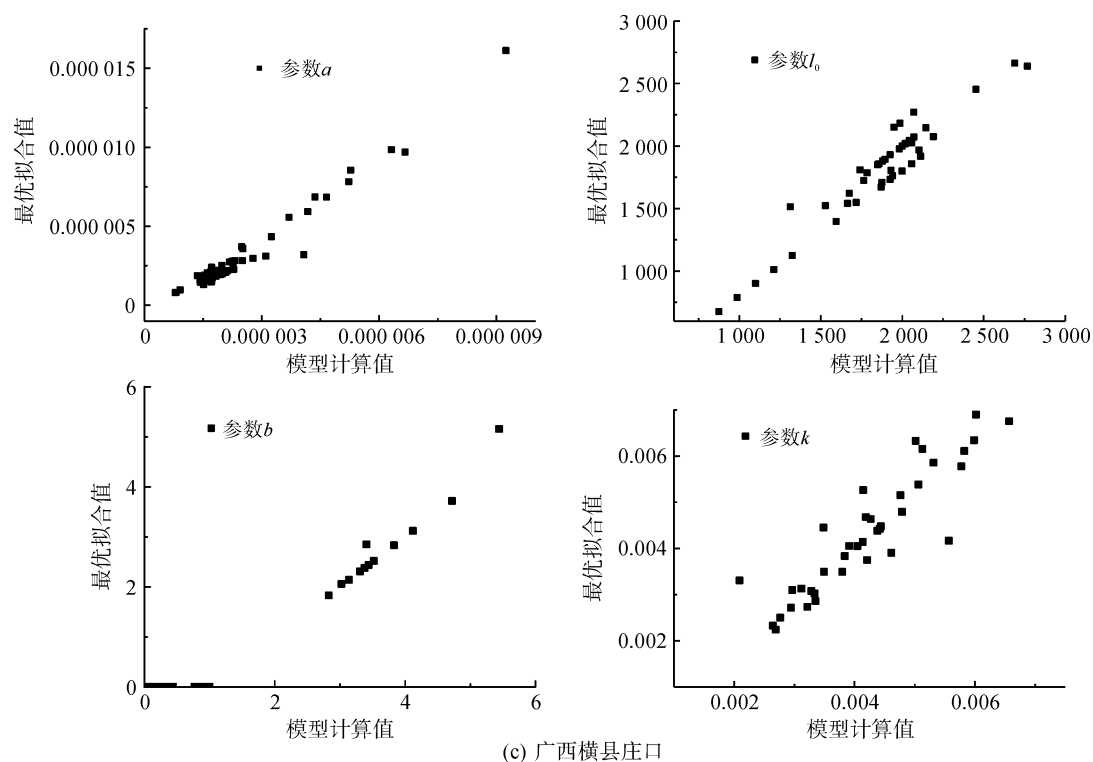 0.000 015
0.000 010
0.000 005
0
0
0.000 003
0.000 006
0.000 009
最优拟合值
模型计算值
参数a
3 000
2 500
2 000
1 500
1 000
1 000
1 500
2 000
2 500
3 000
最优拟合值
模型计算值
参数l₀
6
4
2
0
0
2
4
6
最优拟合值
模型计算值
参数b
0.006
0.004
0.002
0.002
0.004
0.006
最优拟合值
模型计算值
参数k
(c) 广西横县庄口